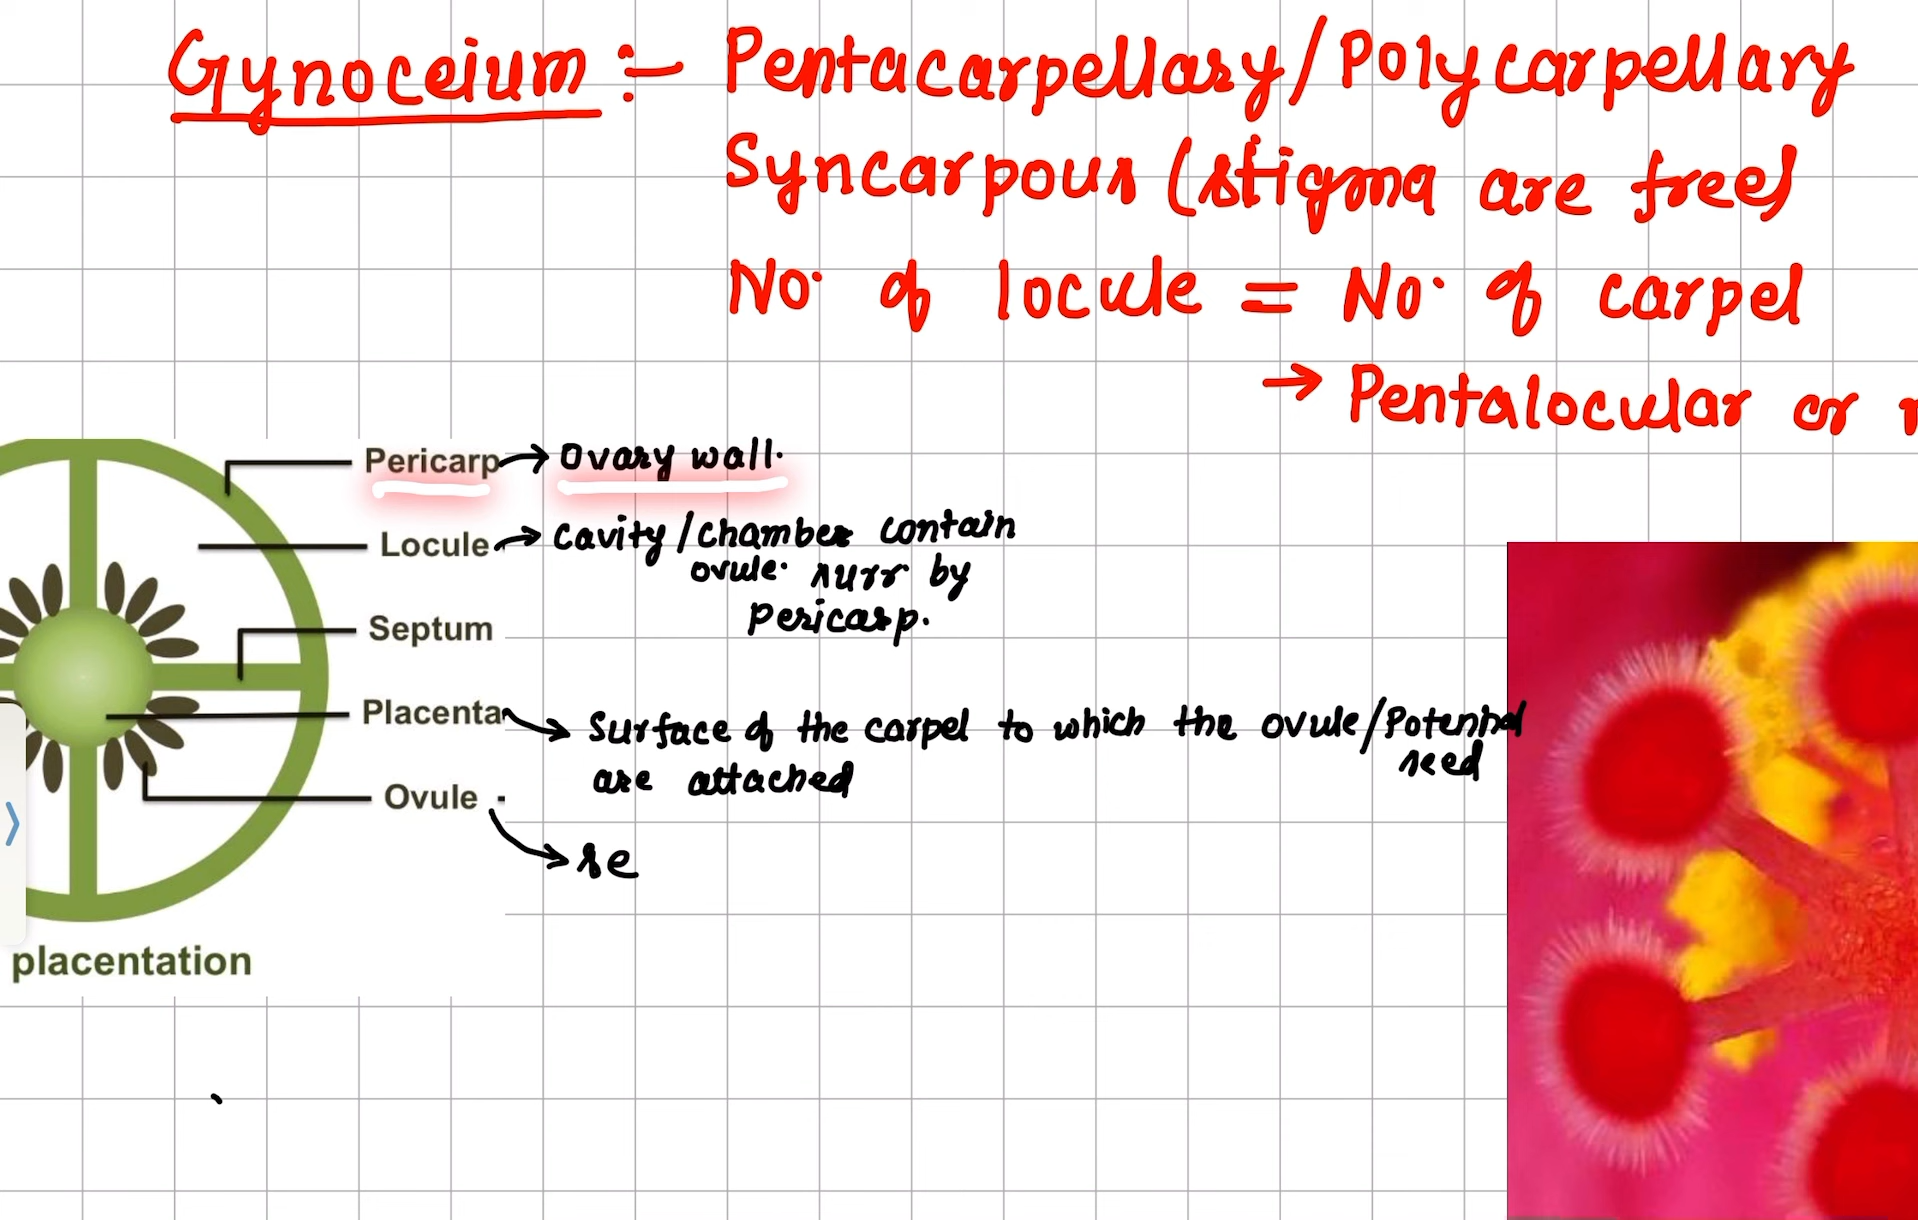 Gynoceium :- Pentacarpellary/Polycarpellary
Syncarpous (stigma are free)
No. of locule = No. of carpel
→ Pentalocular or
Pericarp → Ovary wall.
Locule → Cavity/chamber contain
ovule. surr by
Pericarp.
Septum
Placenta → Surface of the carpel to which the ovule/Potential
seed
are attached
Ovule
→ se
placentation